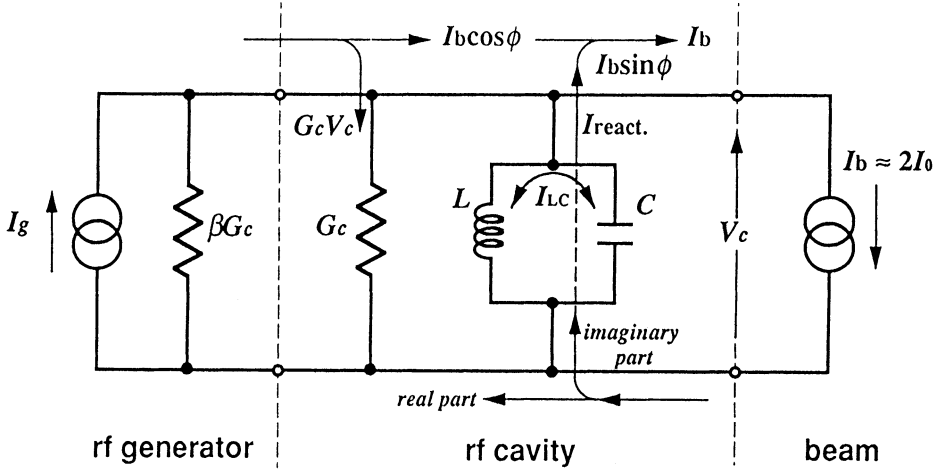 Ibcosϕ
Ib
Ibsinϕ
GcVc
Ireact.
Ib ≈ 2I0
Ig
βGc
Gc
L
ILC
C
Vc
imaginary
part
real part
rf generator
rf cavity
beam